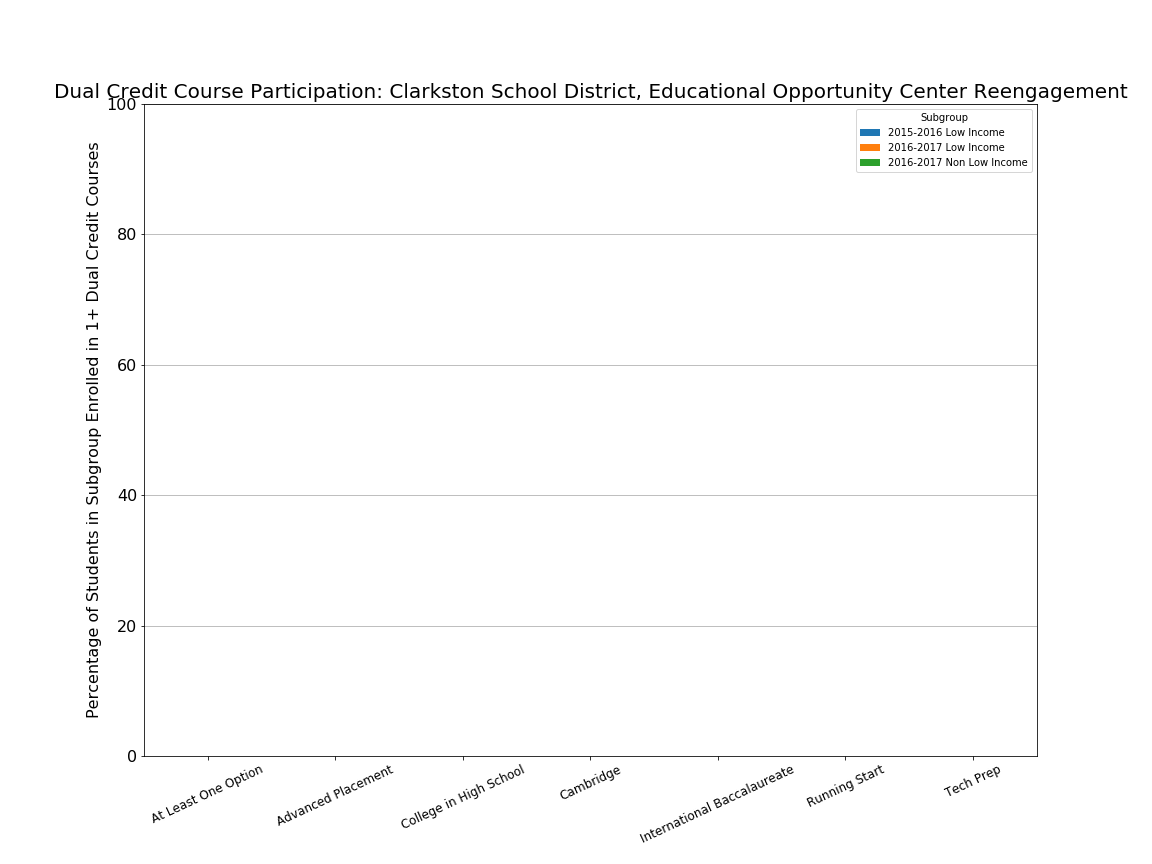 Dual Credit Course Participation: Clarkston School District, Educational Opportunity Center Reengagement
Percentage of Students in Subgroup Enrolled in 1+ Dual Credit Courses
100
80
60
40
20
0
Subgroup
2015-2016 Low Income
2016-2017 Low Income
2016-2017 Non Low Income
At Least One Option
Advanced Placement
College in High School
Cambridge
International Baccalaureate
Running Start
Tech Prep